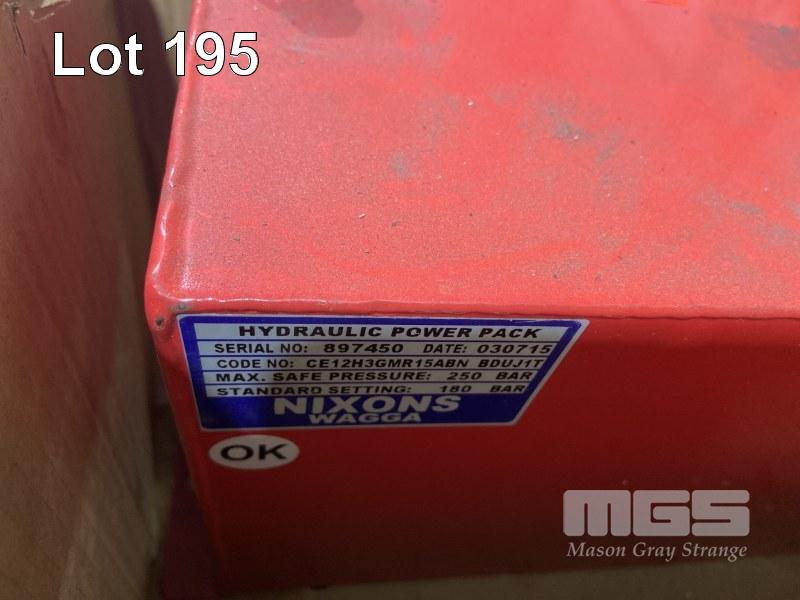 Lot 195
HYDRAULIC POWER PACK
SERIAL NO: 897450 DATE: 030715
CODE NO: CE12H3GMR15ABN BDUJ1T
MAX. SAFE PRESSURE: 250 BAR
STANDARD SETTING: 180 BAR
NIXONS
WAGGA
OK
MGS
Mason Gray Strange